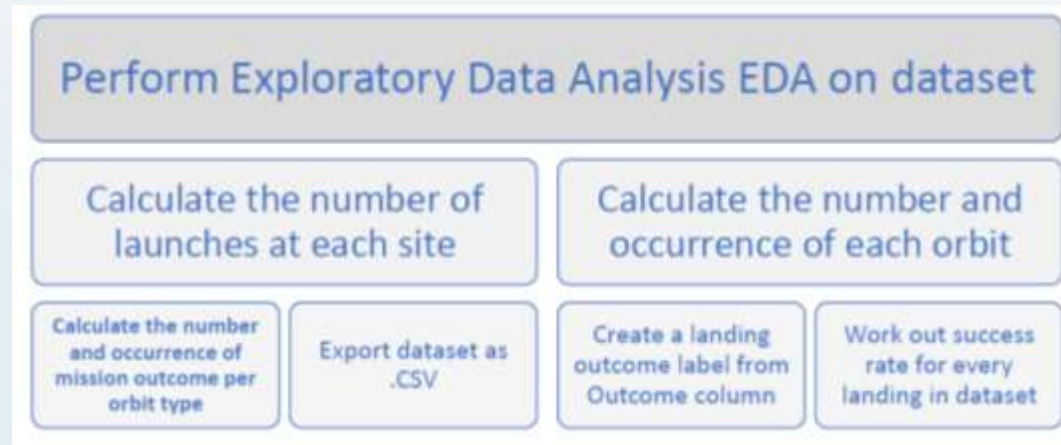 Perform Exploratory Data Analysis EDA on dataset
Calculate the number of
launches at each site
Calculate the number and
occurrence of each orbit
Calculate the number
and occurrence of
mission outcome per
orbit type
Export dataset as
.CSV
Create a landing
outcome label from
Outcome column
Work out success
rate for every
landing in dataset